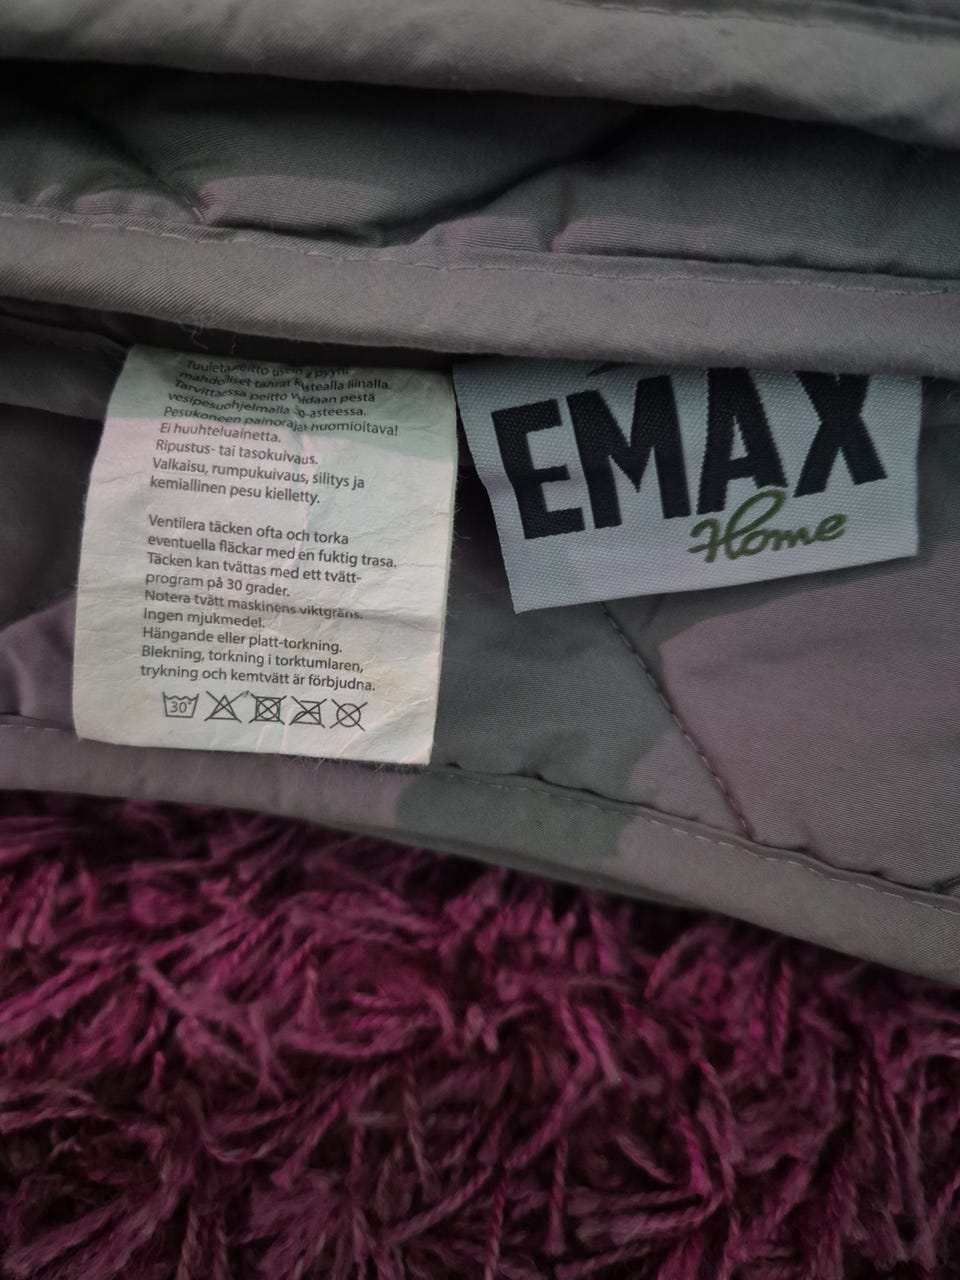 Tuuleta peitto usein ja pyyhi
mahdolliset tahrat kostealla liinalla.
Tarvittaessa peitto voidaan pestä
vesipesuohjelmalla 30-asteessa.
Pesukoneen painorajat huomioitava!
Ei huuhteluainetta.
Ripustus- tai tasokuivaus.
Valkaisu, rumpukuivaus, silitys ja
kemiallinen pesu kielletty.
Ventilera täcken ofta och torka
eventuella fläckar med en fuktig trasa.
Täcken kan tvättas med ett tvätt-
program på 30 grader.
Notera tvätt maskinens viktgräns.
Ingen mjukmedel.
Hängande eller platt-torkning.
Blekning, torkning i torktumlaren,
trykning och kemtvätt är förbjudna.
30°
EMAX
Home